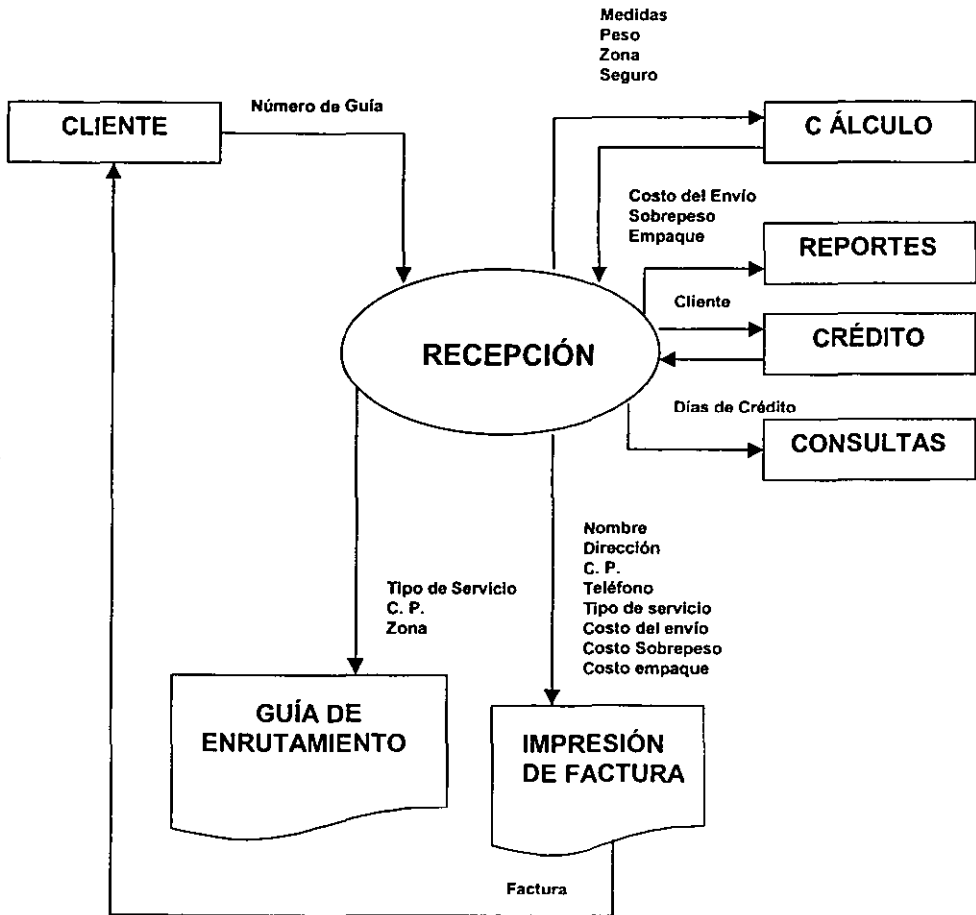 Medidas
Peso
Zona
Seguro
Número de Guía
CLIENTE
C ÁLCULO
Costo del Envío
Sobrepeso
Empaque
REPORTES
Cliente
CRÉDITO
RECEPCIÓN
Días de Crédito
CONSULTAS
Nombre
Dirección
C. P.
Teléfono
Tipo de servicio
Costo del envío
Costo Sobrepeso
Costo empaque
Tipo de Servicio
C. P.
Zona
GUÍA DE
ENRUTAMIENTO
IMPRESIÓN
DE FACTURA
Factura